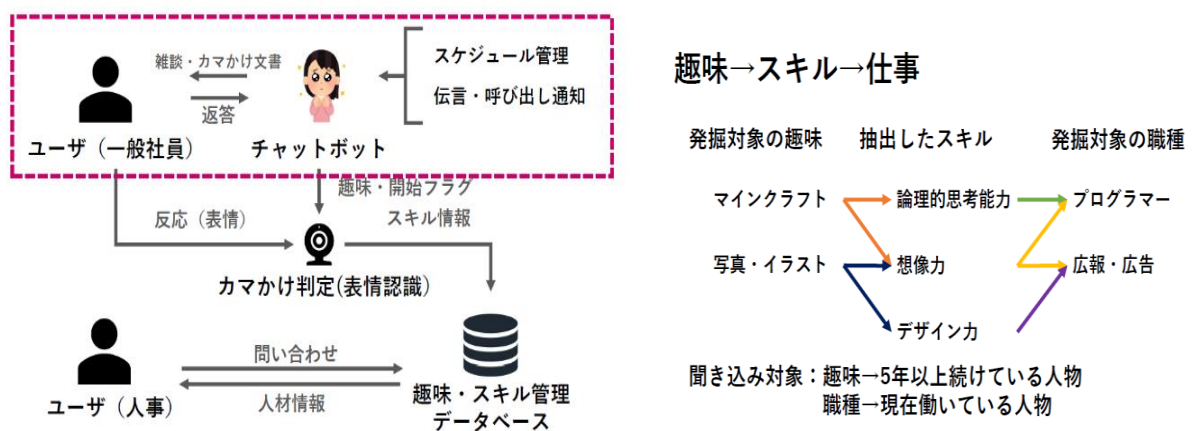 雑談・カマかけ文書
返答
ユーザ（一般社員）
チャットボット
スケジュール管理
伝言・呼び出し通知
反応（表情）
趣味・開始フラグ
スキル情報
カマかけ判定(表情認識)
問い合わせ
人材情報
ユーザ（人事）
趣味・スキル管理
データベース
趣味→スキル→仕事
発掘対象の趣味
抽出したスキル
発掘対象の職種
マインクラフト
論理的思考能力
プログラマー
写真・イラスト
想像力
広報・広告
デザイン力
聞き込み対象：趣味→5年以上続けている人物
職種→現在働いている人物